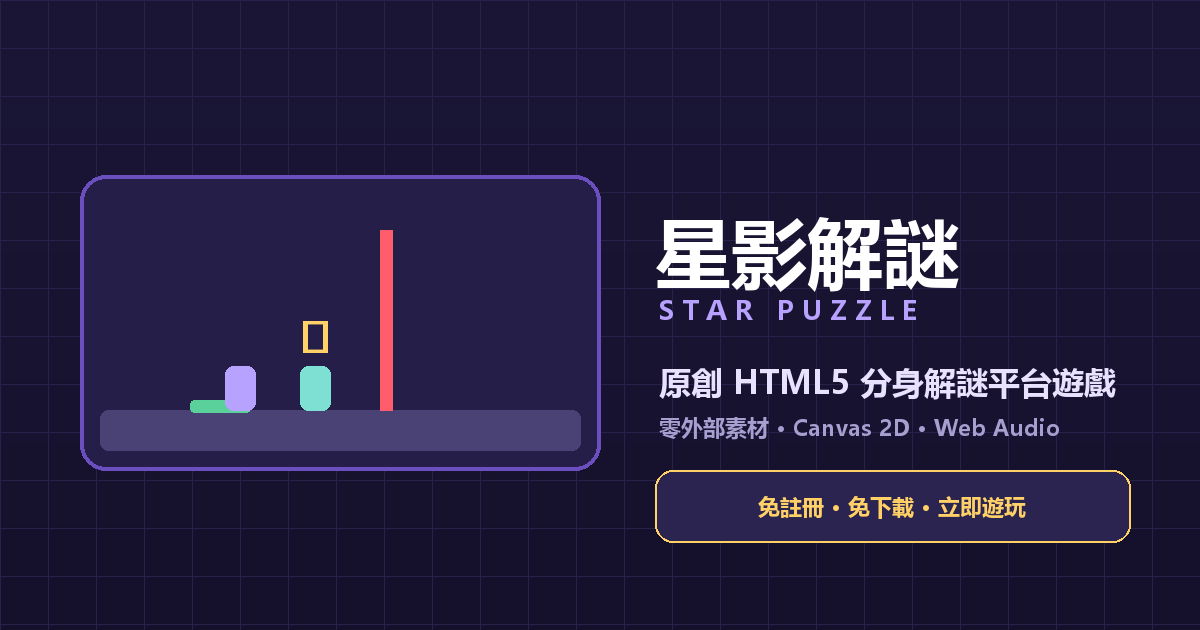 星影解謎
STAR PUZZLE
原創 HTML5 分身解謎平台遊戲
零外部素材 • Canvas 2D • Web Audio
免註冊 • 免下載 • 立即遊玩